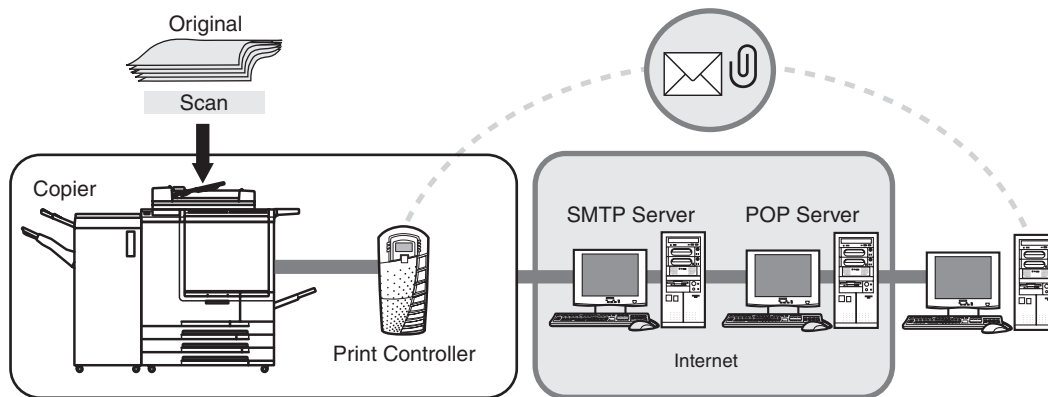 Original
Scan
Copier
SMTP Server
POP Server
Print Controller
Internet